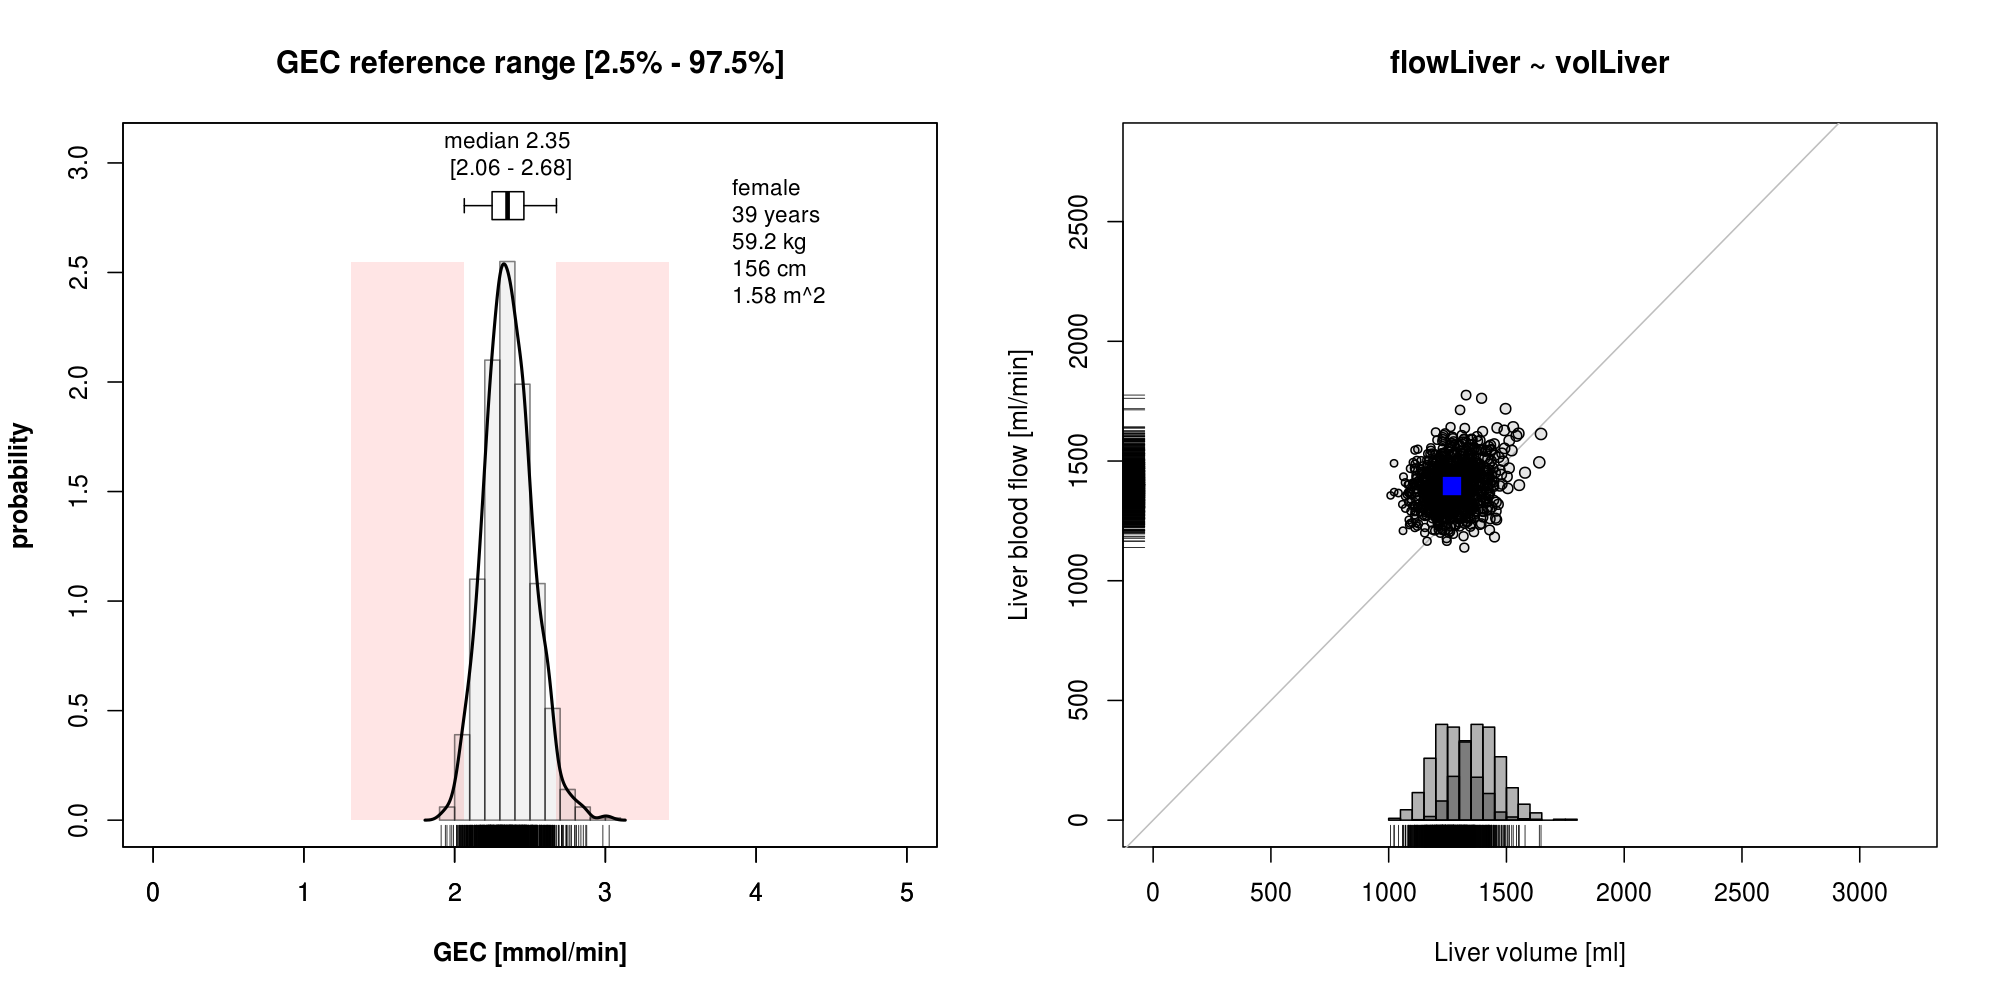 GEC reference range [2.5% - 97.5%]
median 2.35
[2.06 - 2.68]
female
39 years
59.2 kg
156 cm
1.58 m^2
probability
3.0
2.5
2.0
1.5
1.0
0.5
0.0
0 1 2 3 4 5
GEC [mmol/min]
flowLiver ~ volLiver
Liver blood flow [ml/min]
2500
2000
1500
1000
500
0
0 500 1000 1500 2000 2500 3000
Liver volume [ml]